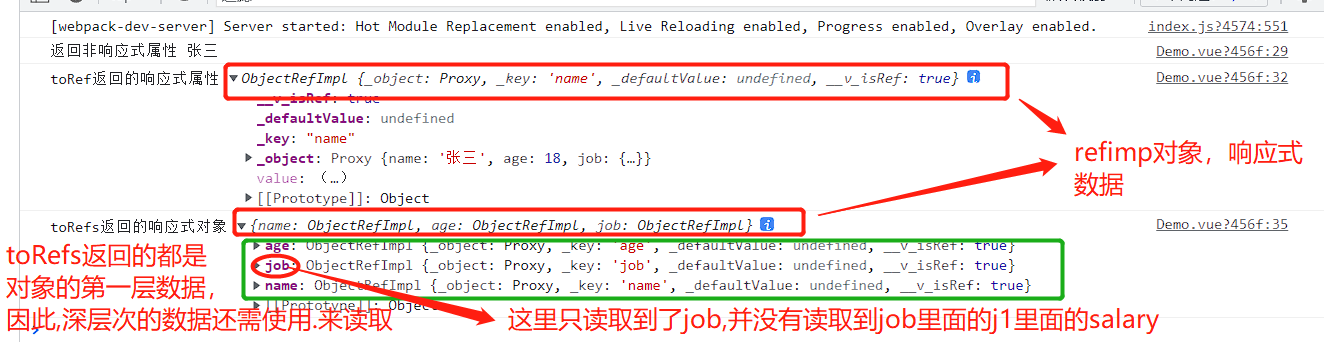 [webpack-dev-server] Server started: Hot Module Replacement enabled, Live Reloading enabled, Progress enabled, Overlay enabled. index.js?4574:551
返回非响应式属性 张三 Demo.vue?456f:29
toRef返回的响应式属性 ▼ObjectRefImpl {_object: Proxy, _key: 'name', _defaultValue: undefined, __v_isRef: true} i Demo.vue?456f:32
__v_isRef: true
_defaultValue: undefined
_key: "name"
▶_object: Proxy {name: '张三', age: 18, job: {…}}
value: (…)
▶[[Prototype]]: Object
refimp对象，响应式
数据
toRefs返回的响应式对象 ▼{name: ObjectRefImpl, age: ObjectRefImpl, job: ObjectRefImpl} i Demo.vue?456f:35
▶age: ObjectRefImpl {_object: Proxy, _key: 'age', _defaultValue: undefined, __v_isRef: true}
▶job: ObjectRefImpl {_object: Proxy, _key: 'job', _defaultValue: undefined, __v_isRef: true}
▶name: ObjectRefImpl {_object: Proxy, _key: 'name', _defaultValue: undefined, __v_isRef: true}
▶[[Prototype]]: Object
toRefs返回的都是
对象的第一层数据，
因此,深层次的数据还需使用.来读取
这里只读取到了job,并没有读取到job里面的j1里面的salary